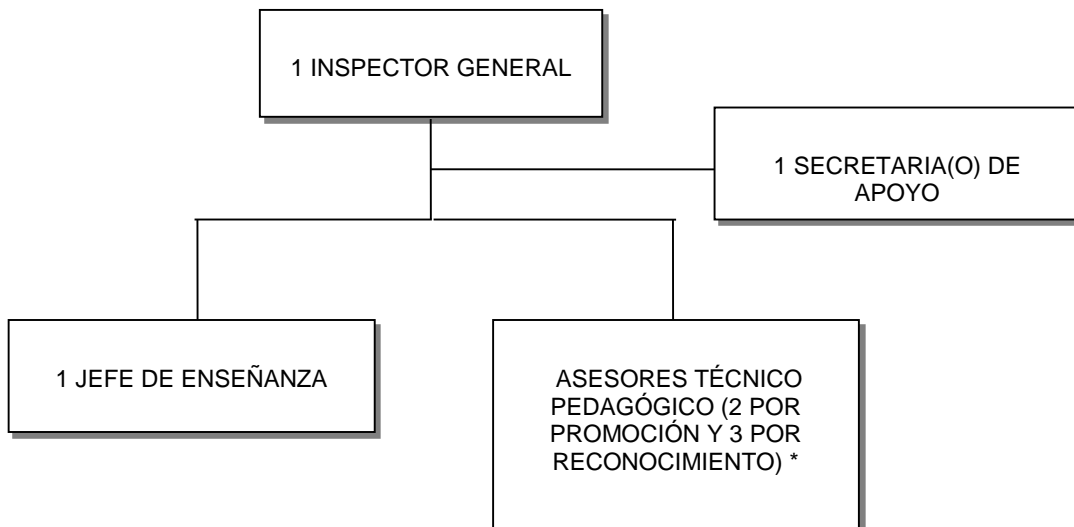 1 INSPECTOR GENERAL
1 SECRETARIA(O) DE
APOYO
1 JEFE DE ENSEÑANZA
ASESORES TÉCNICO
PEDAGÓGICO (2 POR
PROMOCIÓN Y 3 POR
RECONOCIMIENTO) *